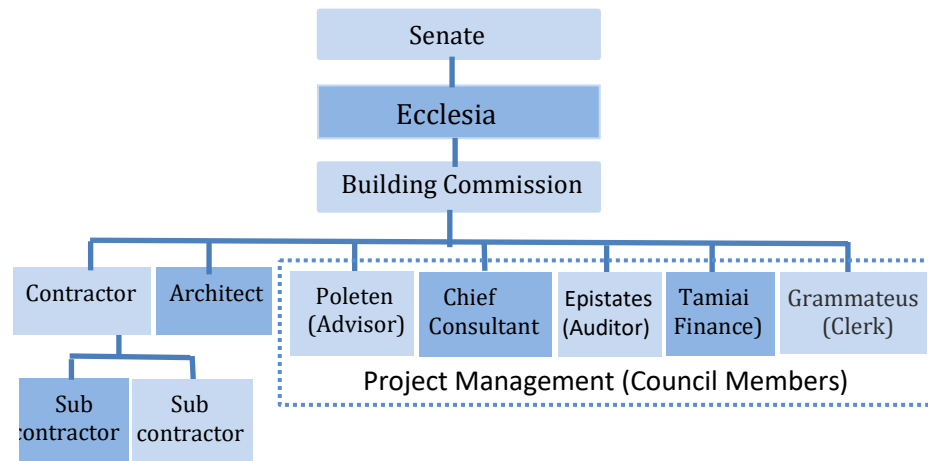 Senate
Ecclesia
Building Commission
Contractor
Architect
Poleten
(Advisor)
Chief
Consultant
Epistates
(Auditor)
Tamiai
Finance)
Grammateus
(Clerk)
Project Management (Council Members)
Sub
contractor
Sub
contractor